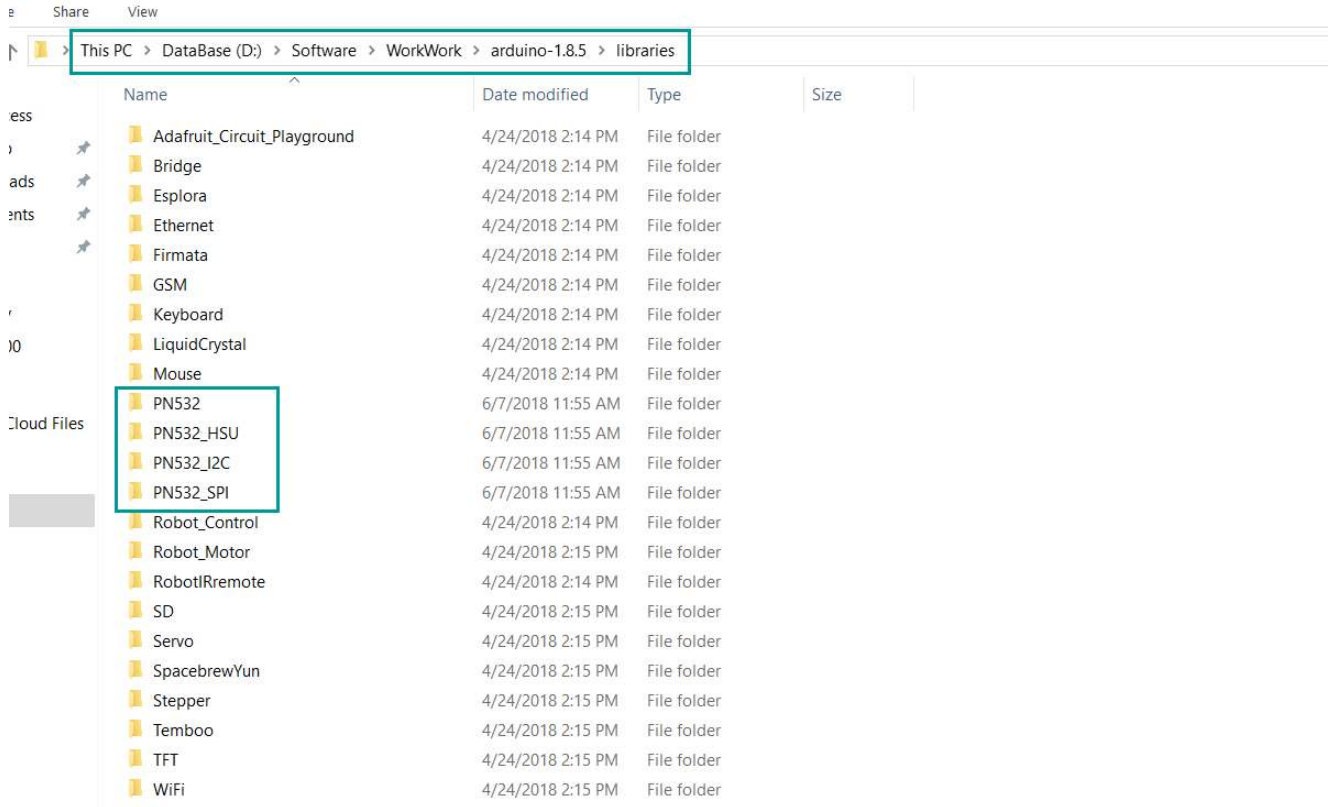 e Share View
This PC > DataBase (D:) > Software > WorkWork > arduino-1.8.5 > libraries
Name Date modified Type Size
ess
ads
ents
00
Cloud Files
Adafruit_Circuit_Playground 4/24/2018 2:14 PM File folder
Bridge 4/24/2018 2:14 PM File folder
Esplora 4/24/2018 2:14 PM File folder
Ethernet 4/24/2018 2:14 PM File folder
Firmata 4/24/2018 2:14 PM File folder
GSM 4/24/2018 2:14 PM File folder
Keyboard 4/24/2018 2:14 PM File folder
LiquidCrystal 4/24/2018 2:14 PM File folder
Mouse 4/24/2018 2:14 PM File folder
PN532 6/7/2018 11:55 AM File folder
PN532_HSU 6/7/2018 11:55 AM File folder
PN532_I2C 6/7/2018 11:55 AM File folder
PN532_SPI 6/7/2018 11:55 AM File folder
Robot_Control 4/24/2018 2:14 PM File folder
Robot_Motor 4/24/2018 2:15 PM File folder
RobotIRremote 4/24/2018 2:14 PM File folder
SD 4/24/2018 2:15 PM File folder
Servo 4/24/2018 2:15 PM File folder
SpacebrewYun 4/24/2018 2:15 PM File folder
Stepper 4/24/2018 2:15 PM File folder
Temboo 4/24/2018 2:15 PM File folder
TFT 4/24/2018 2:15 PM File folder
WiFi 4/24/2018 2:15 PM File folder